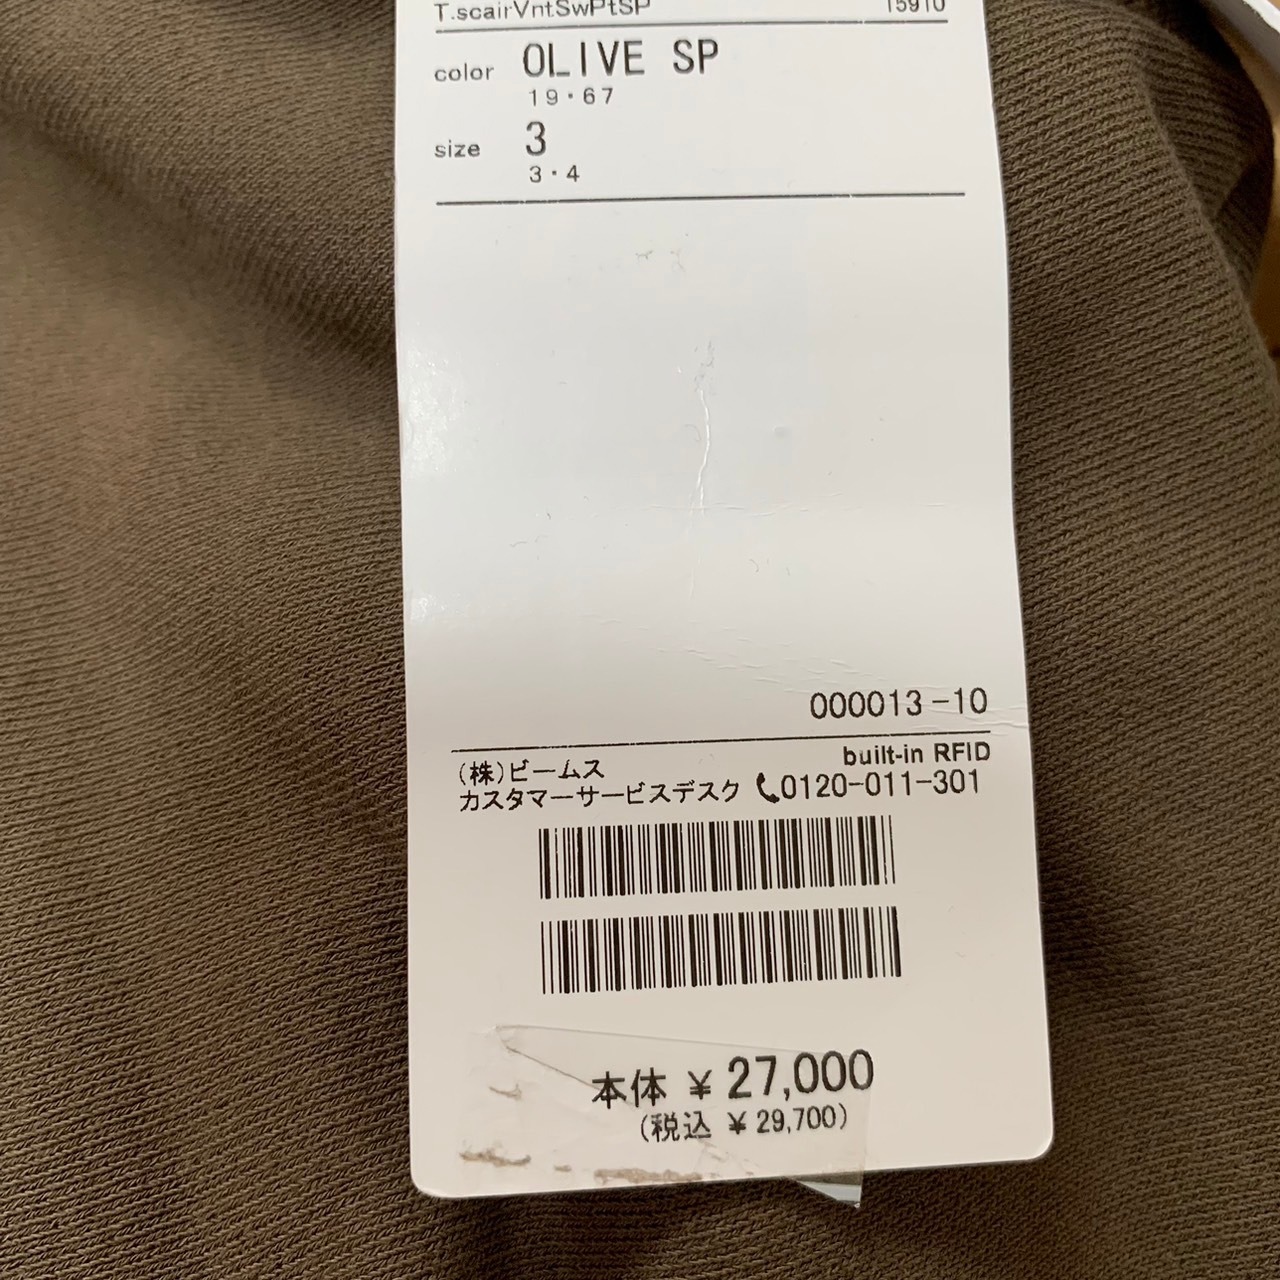 T.scairVntSwPtSP 15910
color OLIVE SP
19・67
size 3
3・4
000013-10
built-in RFID
(株)ビームス
カスタマーサービスデスク 0120-011-301
本体 ¥27,000
(税込 ¥29,700)